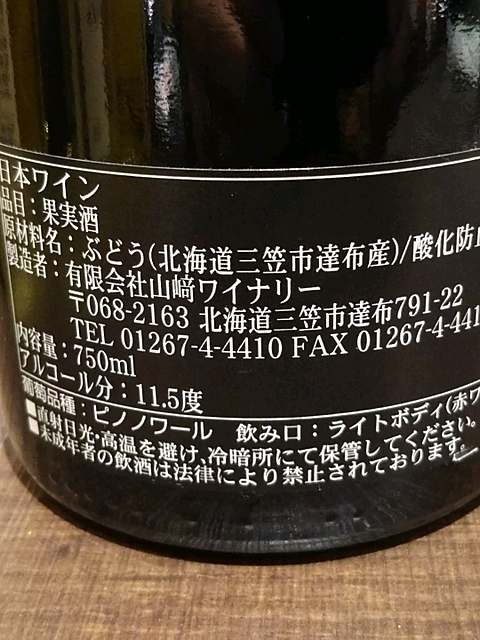 日本ワイン
品目：果実酒
原材料名：ぶどう(北海道三笠市達布産)/酸化防止
製造者：有限会社山﨑ワイナリー
〒068-2163 北海道三笠市達布791-22
TEL 01267-4-4410 FAX 01267-4-441
内容量：750ml
アルコール分：11.5度
葡萄品種：ピノノワール 飲み口：ライトボディ(赤ワ
■直射日光・高温を避け、冷暗所にて保管してください。
■未成年者の飲酒は法律により禁止されております。